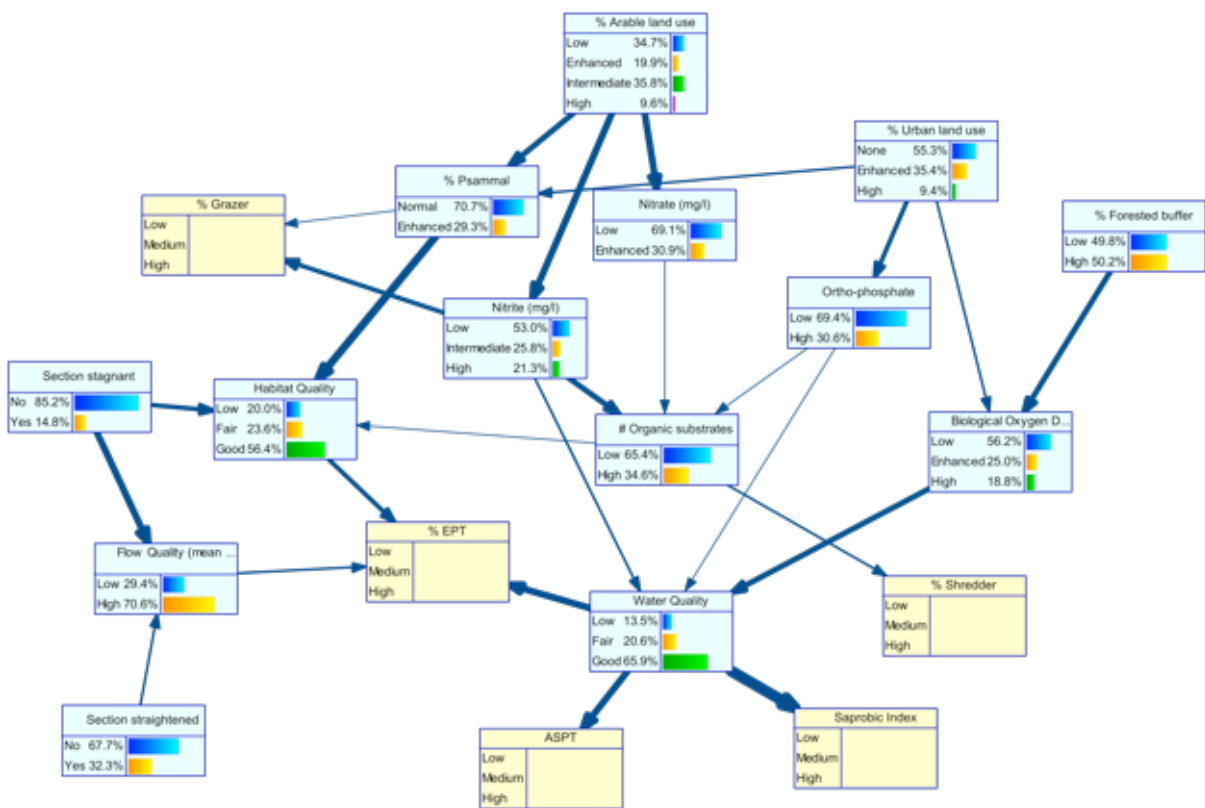 % Arable land use
Low 34.7%
Enhanced 19.9%
Intermediate 35.8%
High 9.6%
% Urban land use
None 55.3%
Enhanced 35.4%
High 9.4%
% Psammal
Normal 70.7%
Enhanced 29.3%
Nitrate (mg/l)
Low 69.1%
Enhanced 30.9%
% Grazer
Low
Medium
High
% Forested buffer
Low 49.8%
High 50.2%
Ortho-phosphate
Low 69.4%
High 30.6%
Nitrite (mg/l)
Low 53.0%
Intermediate 25.8%
High 21.3%
Section stagnant
No 85.2%
Yes 14.8%
Habitat Quality
Low 20.0%
Fair 23.6%
Good 56.4%
# Organic substrates
Low 65.4%
High 34.6%
Biological Oxygen D...
Low 56.2%
Enhanced 25.0%
High 18.8%
% EPT
Low
Medium
High
Flow Quality (mean ...
Low 29.4%
High 70.6%
% Shredder
Low
Medium
High
Water Quality
Low 13.5%
Fair 20.6%
Good 65.9%
Section straightened
No 67.7%
Yes 32.3%
ASPT
Low
Medium
High
Saprobic Index
Low
Medium
High